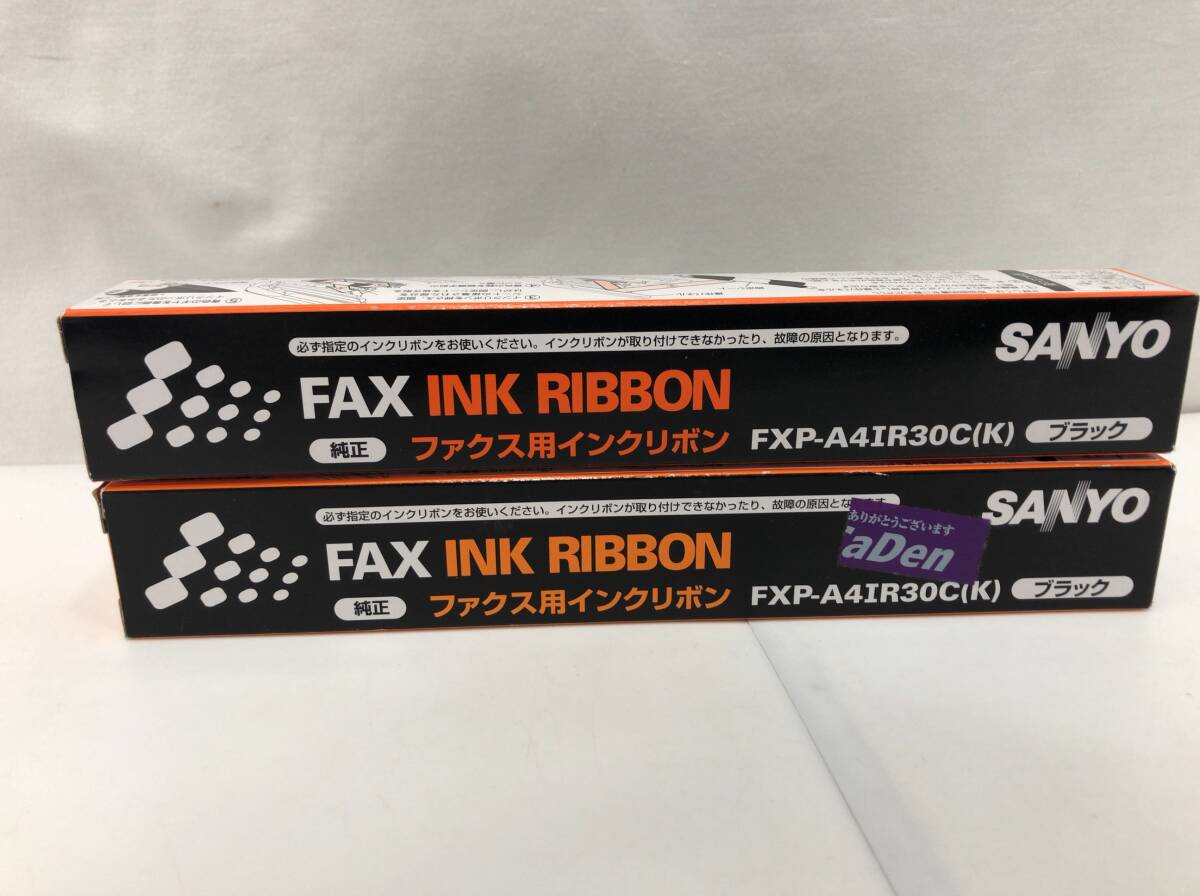 必ず指定のインクリボンをお使いください。インクリボンが取り付けできなかったり、故障の原因となります。
SANYO
FAX INK RIBBON
純正 ファクス用インクリボン FXP-A4IR30C(K) ブラック
必ず指定のインクリボンをお使いください。インクリボンが取り付けできなかったり、故障の原因とな
SANYO
ありがとうございます
aDen
FAX INK RIBBON
純正 ファクス用インクリボン FXP-A4IR30C(K) ブラック